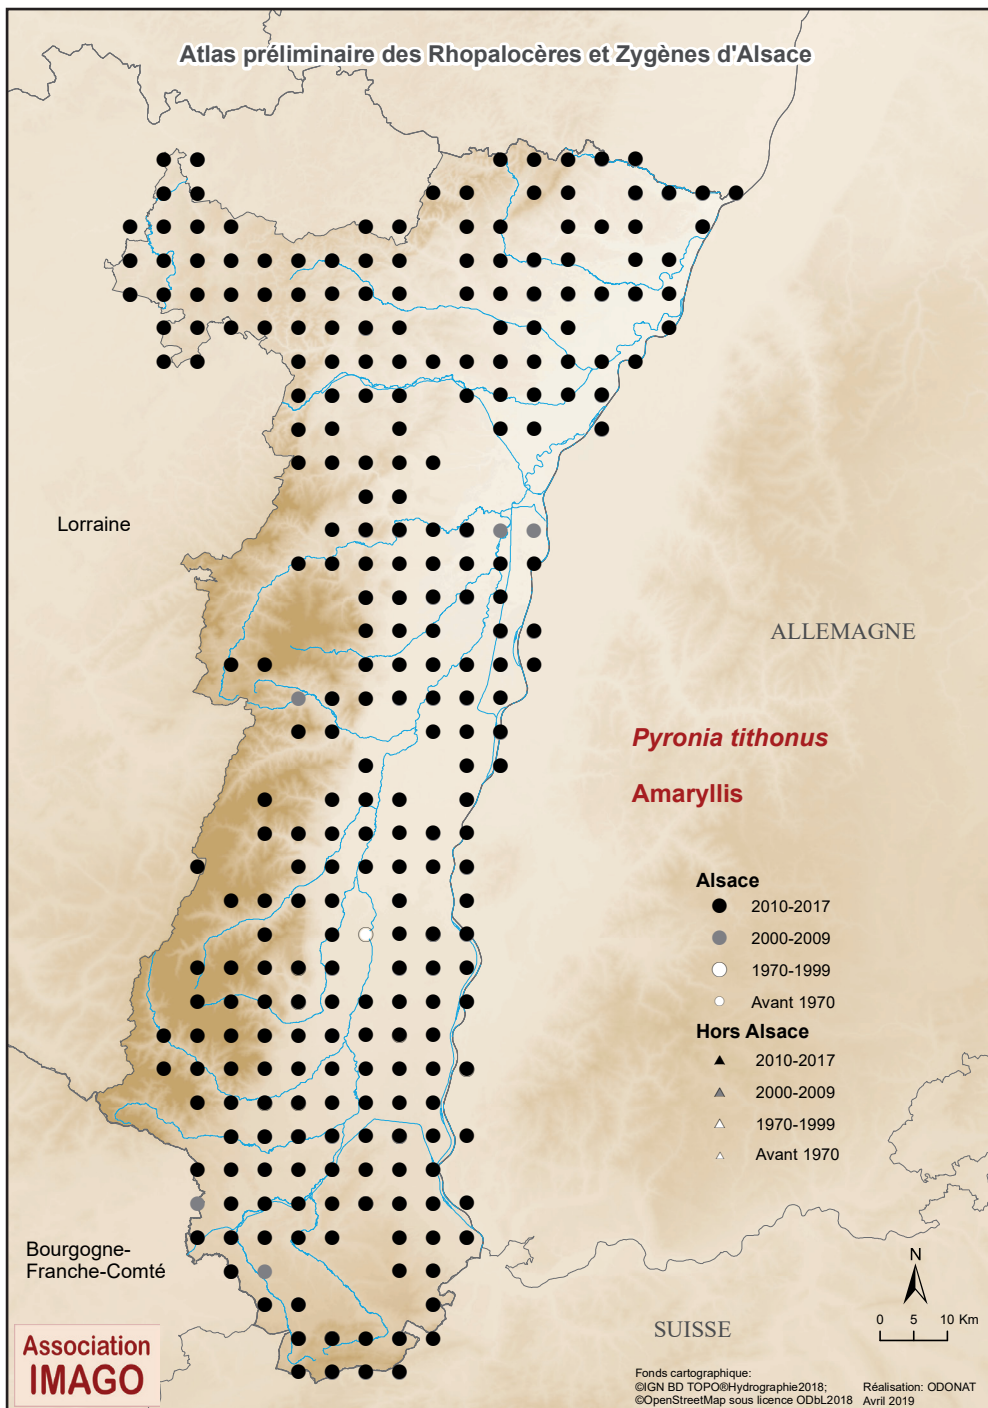 Atlas préliminaire des Rhopalocères et Zygènes d'Alsace
Lorraine
ALLEMAGNE
Pyronia tithonus
Amaryllis
Alsace
2010-2017
2000-2009
1970-1999
Avant 1970
Hors Alsace
2010-2017
2000-2009
1970-1999
Avant 1970
Bourgogne-
Franche-Comté
N
0 5 10 Km
SUISSE
Association
IMAGO
Fonds cartographique:
©IGN BD TOPO®Hydrographie2018;
©OpenStreetMap sous licence ODbL2018
Réalisation: ODONAT
Avril 2019